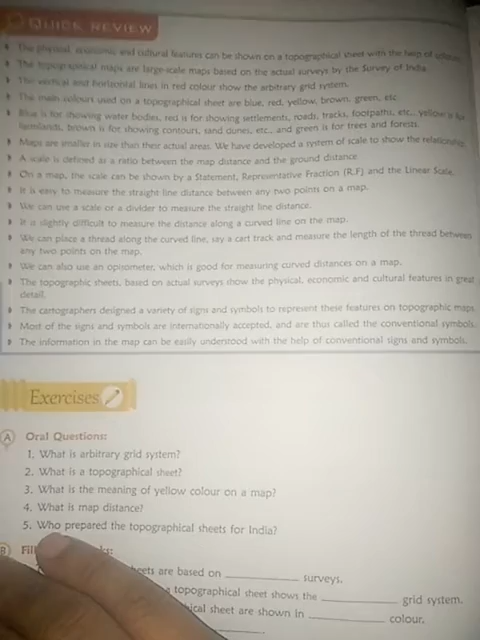 QUICK REVIEW
The physical, economic and cultural features can be shown on a topographical sheet with the help of colour
The topographical maps are large-scale maps based on the actual surveys by the Survey of India.
The vertical and horizontal lines in red colour show the arbitrary grid system.
The main colours used on a topographical sheet are blue, red, yellow, brown, green, etc.
Blue is for showing water bodies, red is for showing settlements, roads, tracks, footpaths, etc., yellow is for
farmlands, brown is for showing contours, sand dunes, etc., and green is for trees and forests.
Maps are smaller in size than their actual areas. We have developed a system of scale to show the relationship
A scale is defined as a ratio between the map distance and the ground distance.
On a map, the scale can be shown by a Statement, Representative Fraction (R.F) and the Linear Scale.
It is easy to measure the straight line distance between any two points on a map.
We can use a scale or a divider to measure the straight line distance.
It is slightly difficult to measure the distance along a curved line on the map.
We can place a thread along the curved line, say a cart track and measure the length of the thread between
any two points on the map.
We can also use an opisometer, which is good for measuring curved distances on a map.
The topographic sheets, based on actual surveys show the physical, economic and cultural features in great
detail.
The cartographers designed a variety of signs and symbols to represent these features on topographic maps.
Most of the signs and symbols are internationally accepted, and are thus called the conventional symbols.
The information in the map can be easily understood with the help of conventional signs and symbols.
Exercises
A Oral Questions:
1. What is arbitrary grid system?
2. What is a topographical sheet?
3. What is the meaning of yellow colour on a map?
4. What is map distance?
5. Who prepared the topographical sheets for India?
B Fill
are based on ____________ surveys.
topographical sheet shows the ____________ grid system.
sheet are shown in ____________ colour.